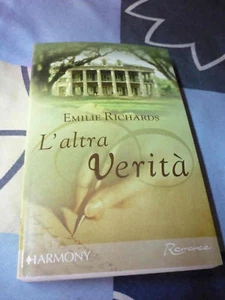 EMILIE RICHARDS
L'altra
Verità
HARMONY
Romance